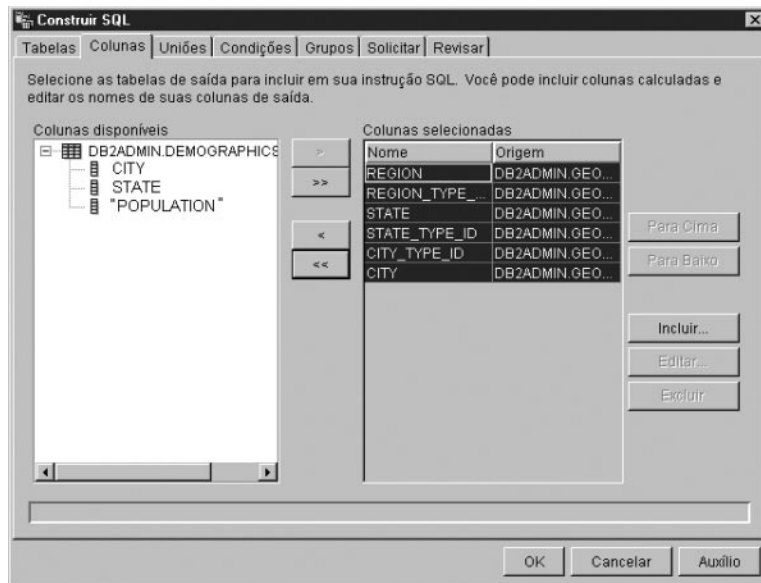 Construir SQL
Tabelas Colunas Uniões Condições Grupos Solicitar Revisar
Selecione as tabelas de saída para incluir em sua instrução SQL. Você pode incluir colunas calculadas e
editar os nomes de suas colunas de saída.
Colunas disponíveis
DB2ADMIN.DEMOGRAPHICS
CITY
STATE
"POPULATION"
>
>>
<
<<
Colunas selecionadas
Nome Origem
REGION DB2ADMIN.GEO...
REGION_TYPE_... DB2ADMIN.GEO...
STATE DB2ADMIN.GEO...
STATE_TYPE_ID DB2ADMIN.GEO...
CITY_TYPE_ID DB2ADMIN.GEO...
CITY DB2ADMIN.GEO...
Para Cima
Para Baixo
Incluir...
Editar...
Excluir
OK Cancelar Auxílio